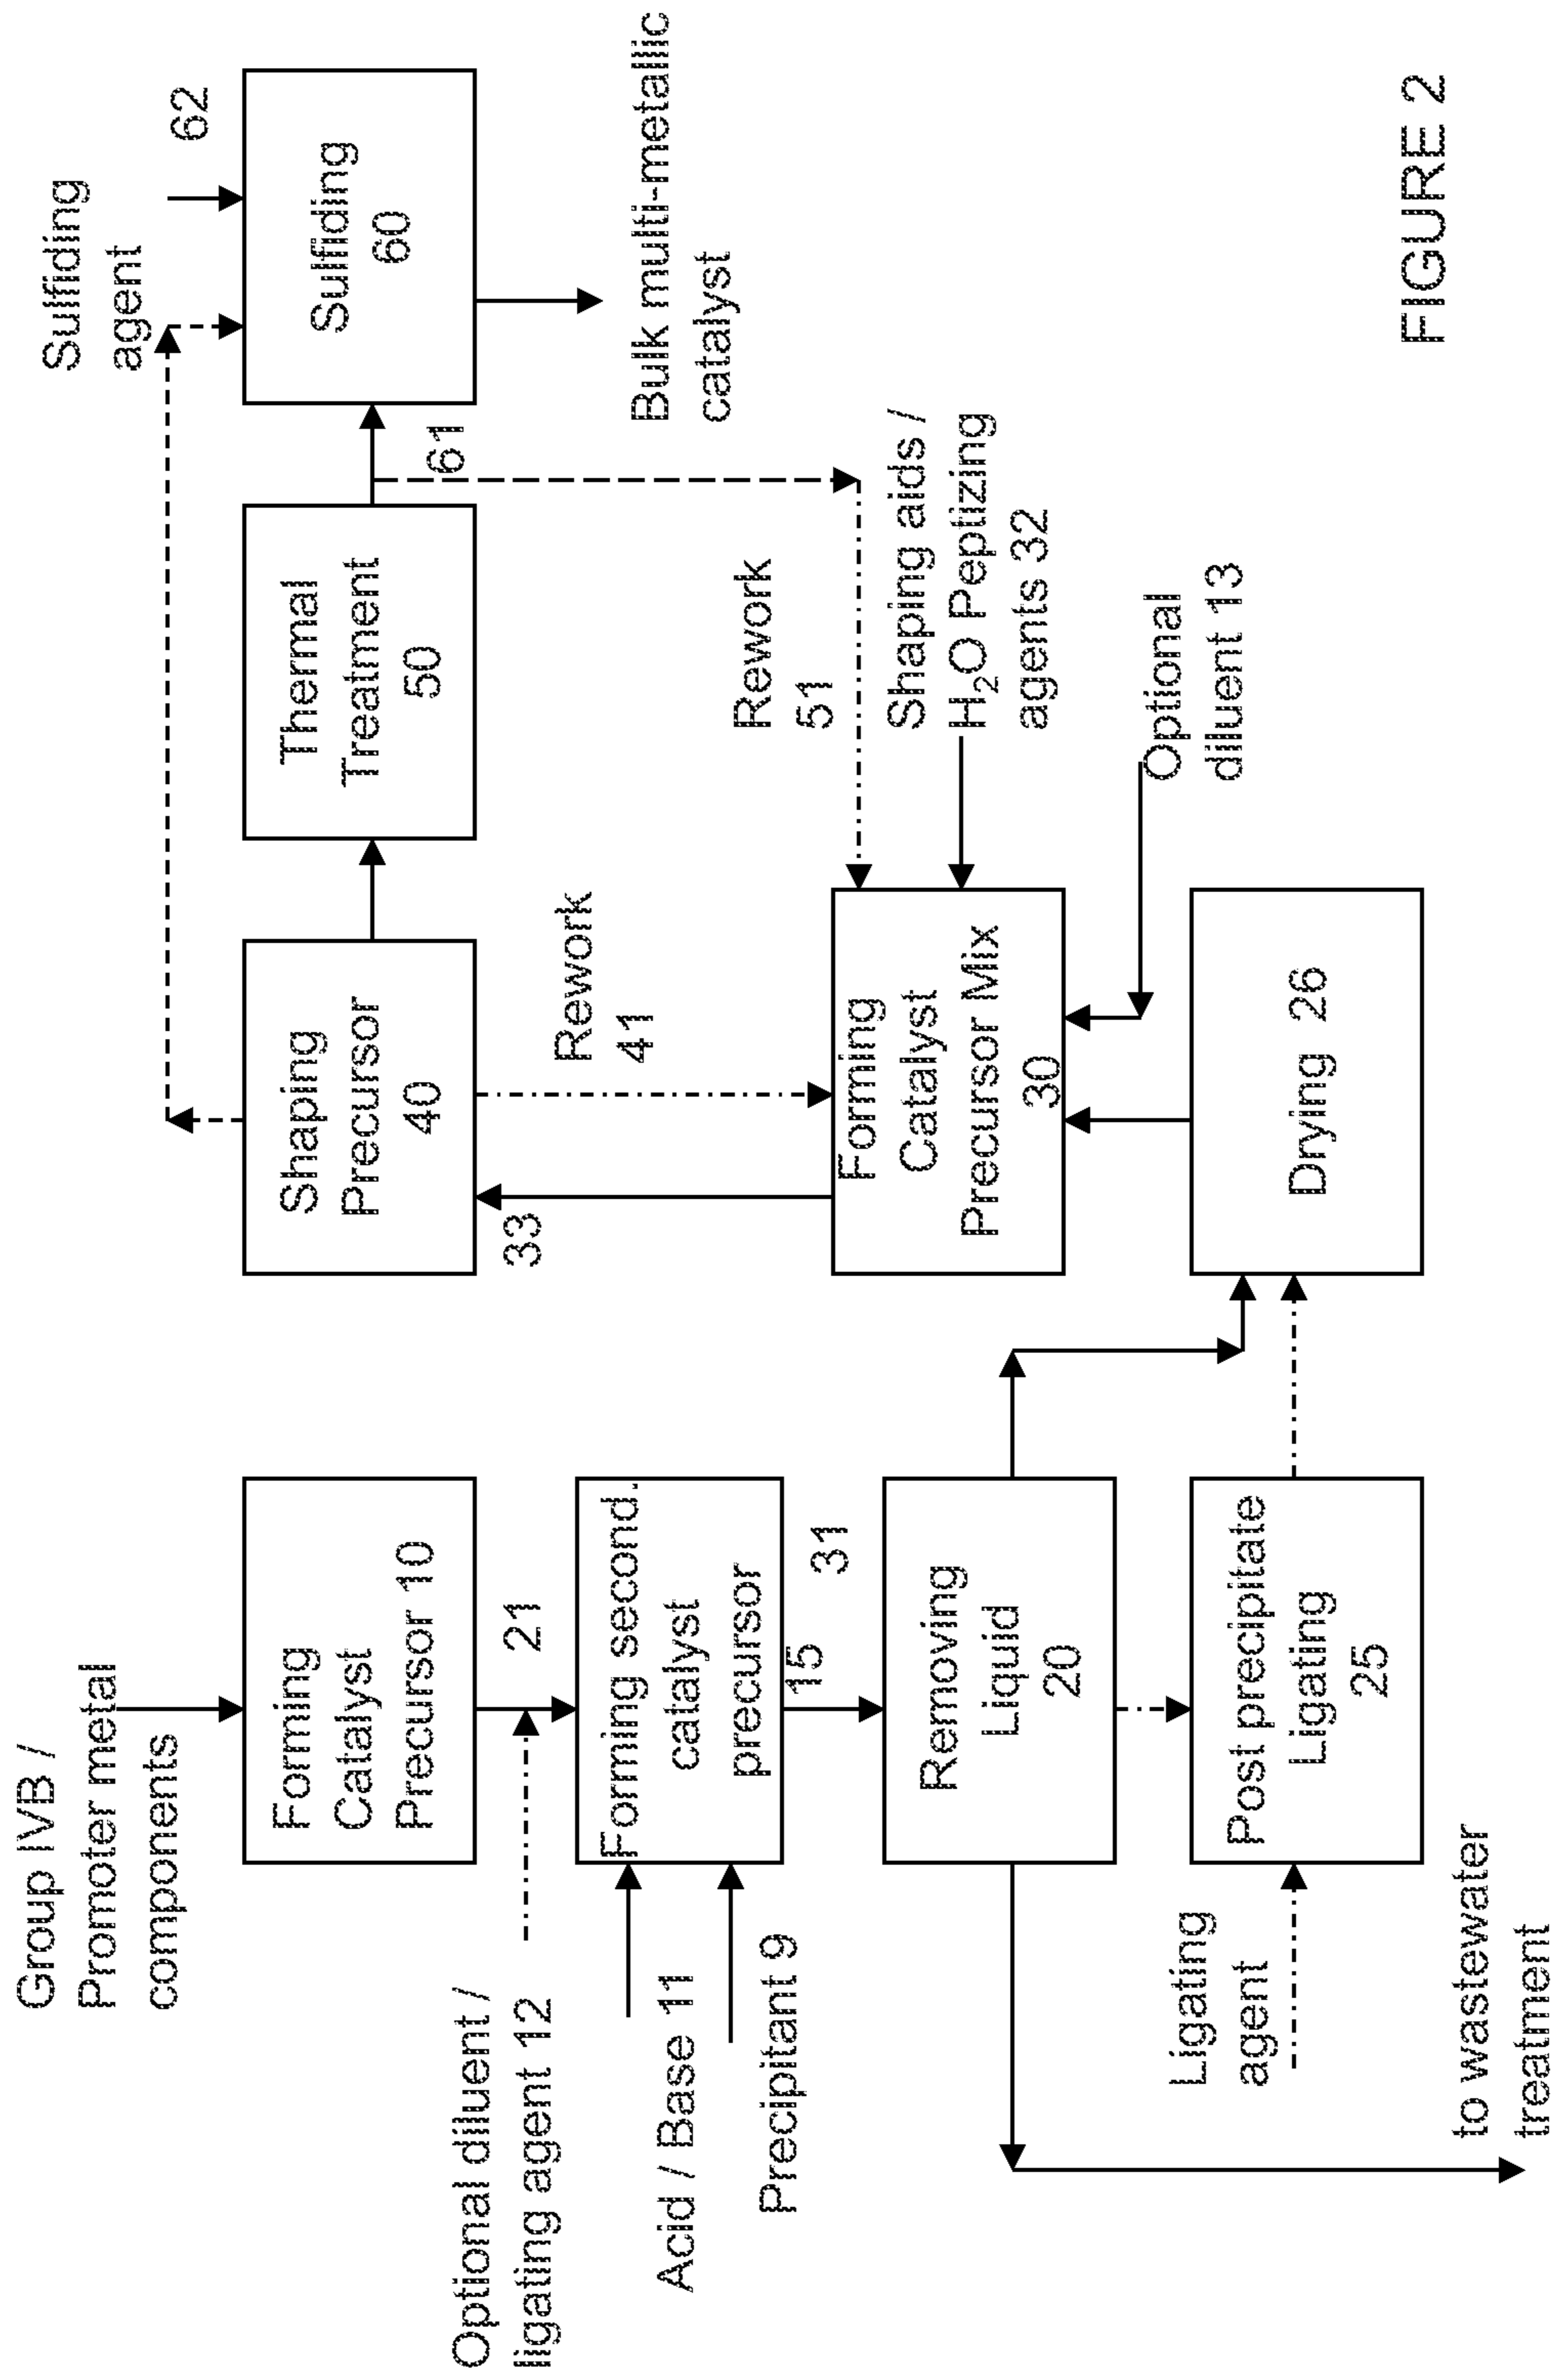 Group IVB /
Promoter metal
components
Forming
Catalyst
Precursor 10
21
Optional diluent /
ligating agent 12
Forming second.
catalyst
precursor
15
31
Acid / Base 11
Precipitant 9
Removing
Liquid
20
Post precipitate
Ligating
25
Ligating
agent
to wastewater
treatment
Sulfiding
agent
62
Shaping
Precursor
40
Thermal
Treatment
50
61
Sulfiding
60
Bulk multi-metallic
catalyst
33
Rework
41
Rework
51
Forming
Catalyst
Precursor Mix
30
Shaping aids /
H₂O Peptizing
agents 32
Optional
diluent 13
Drying 26
FIGURE 2